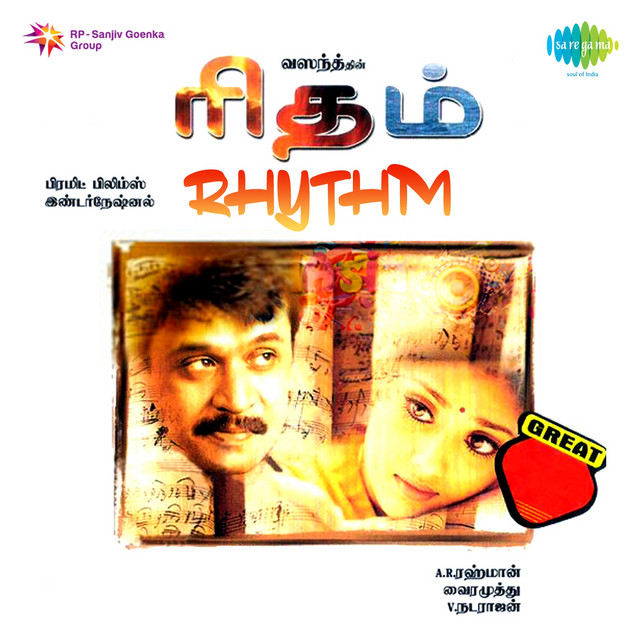 RP - Sanjiv Goenka
Group
sa re ga ma
soul of India
வஸந்த்தின்
ரிதம்
RHYTHM
பிரமிட் பிலிம்ஸ்
இண்டர்நேஷ்னல்
GREAT
A.R.ரஹ்மான்
வைரமுத்து
V.நடராஜன்